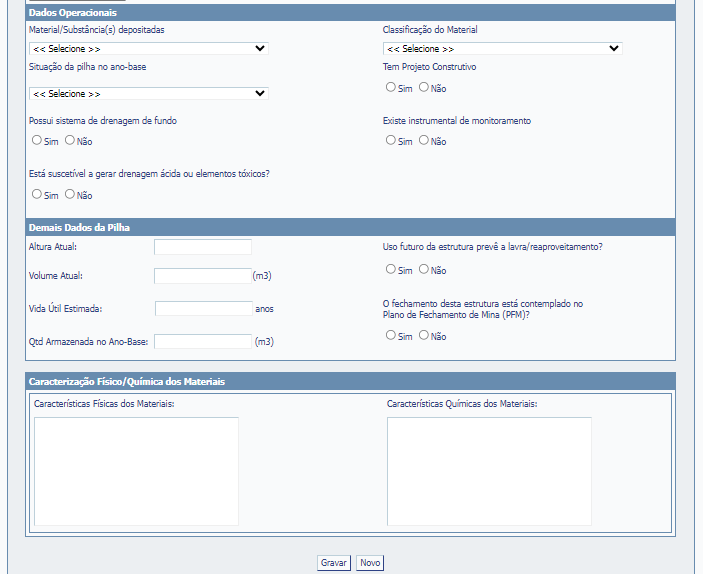 Dados Operacionais
Material/Substância(s) depositadas
Classificação do Material
<< Selecione >>
<< Selecione >>
Situação da pilha no ano-base
Tem Projeto Construtivo
<< Selecione >>
Sim Não
Possui sistema de drenagem de fundo
Existe instrumental de monitoramento
Sim Não
Sim Não
Está suscetível a gerar drenagem ácida ou elementos tóxicos?
Sim Não
Demais Dados da Pilha
Altura Atual:
Uso futuro da estrutura prevê a lavra/reaproveitamento?
Volume Atual: (m3)
Sim Não
Vida Útil Estimada: anos
O fechamento desta estrutura está contemplado no
Plano de Fechamento de Mina (PFM)?
Qtd Armazenada no Ano-Base: (m3)
Sim Não
Caracterização Físico/Química dos Materiais
Características Físicas dos Materiais:
Características Químicas dos Materiais:
Gravar Novo